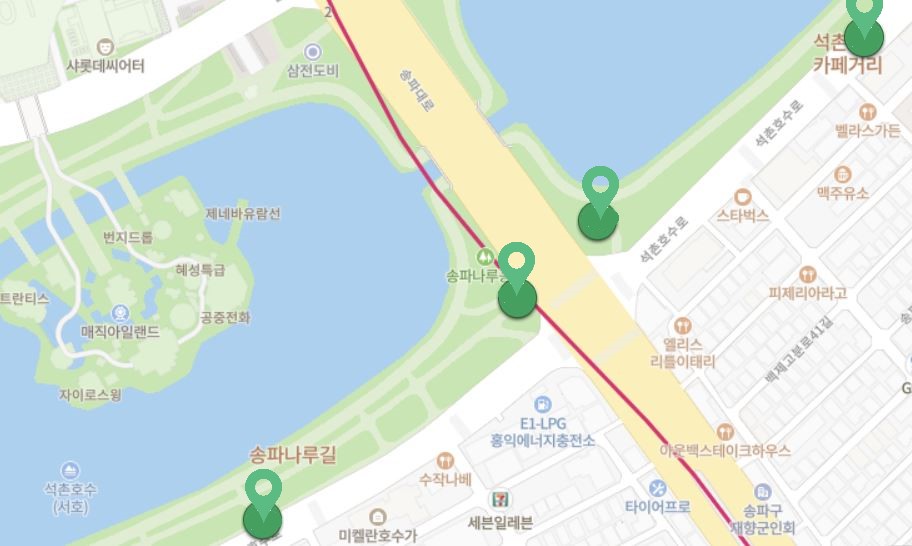 2
샤롯데씨어터
삼전도비
송파대로
석촌
카페거리
석촌호수로
벨라스가든
맥주유소
스타벅스
제네바유람선
번지드롭
석촌호수로
혜성특급
송파나루
피제리아라고
트란티스
공중전화
매직아일랜드
엘리스
리틀이태리
백제고분로41길
자이로스윙
E1-LPG
홍익에너지충전소
아웃백스테이크하우스
송파나루길
수작나베
석촌호수
(서호)
타이어프로
송파구
재향군인회
세븐일레븐
미켈란호수가